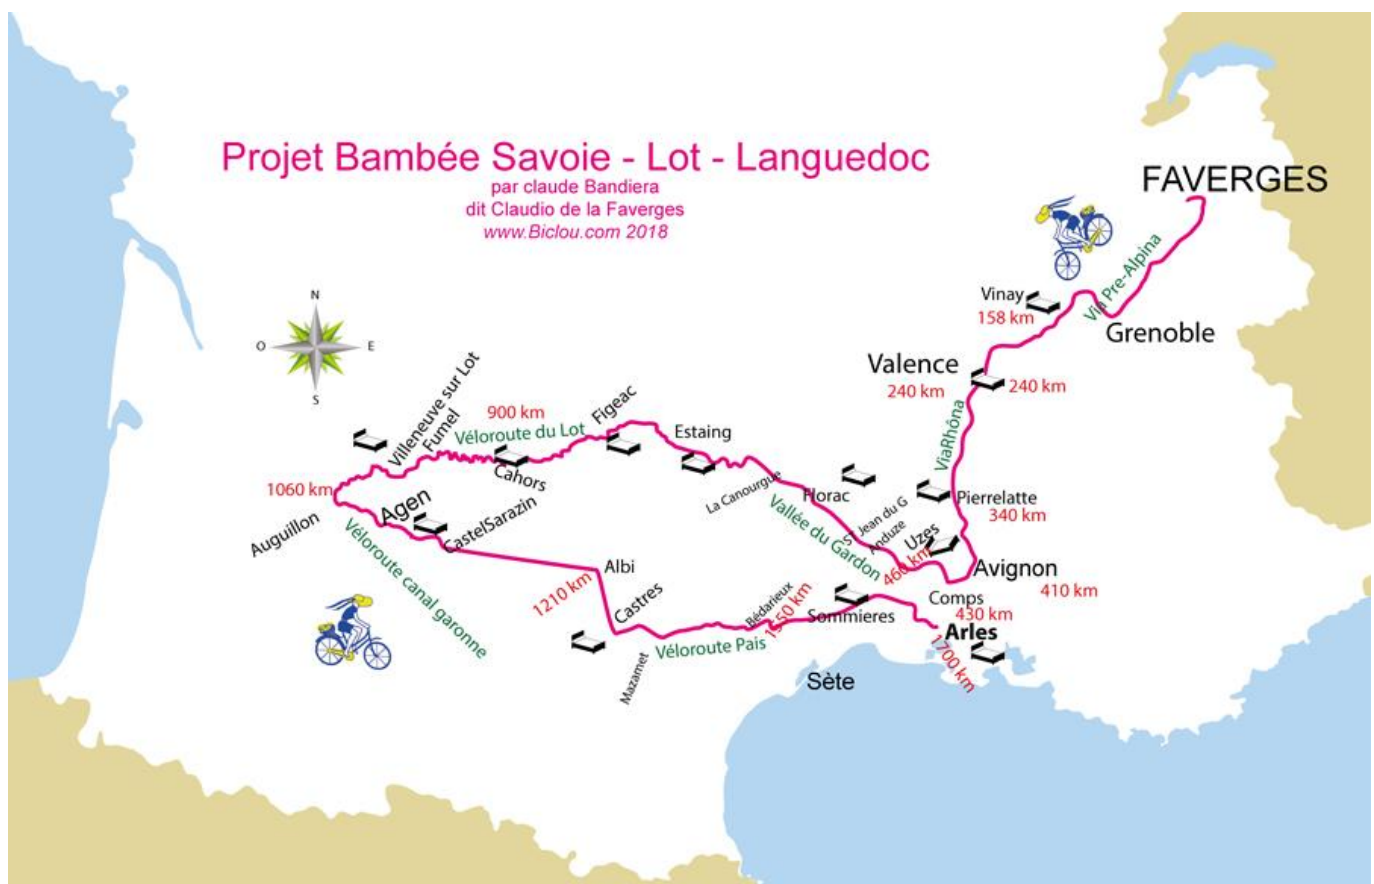 Projet Bambée Savoie - Lot - Languedoc
par claude Bandiera
dit Claudio de la Faverges
www.Biclou.com 2018
FAVERGES
Via Pre-Alpina
Vinay
158 km
Grenoble
N
O
E
S
Valence
240 km
240 km
ViaRhôna
Villeneuve sur Lot
Fumel
900 km
Véloroute du Lot
Figeac
Estaing
Cahors
La Canourgue
Florac
Pierrelatte
340 km
1060 km
Auguillon
Agen
CastelSarazin
Véloroute canal garonne
Vallée du Gardon
St Jean du G
Anduze
Uzes
460 km
Avignon
410 km
Albi
1210 km
Castres
Comps
430 km
Bédarieux
Sommieres
Arles
1700 km
Véloroute Pais
Mazamet
Sète